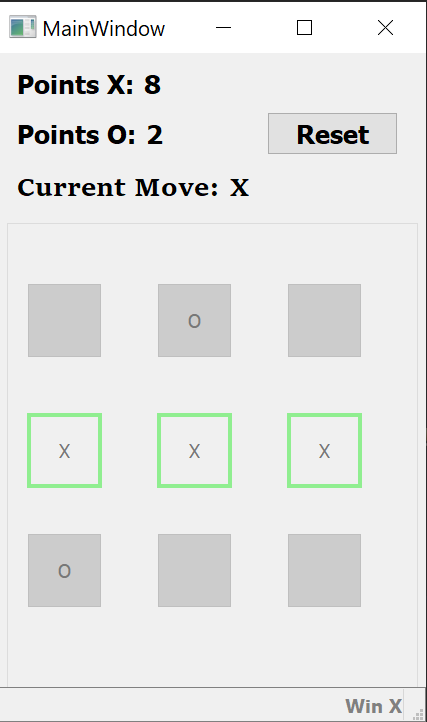 MainWindow
Points X: 8
Points O: 2
Reset
Current Move: X
O
X X X
O
Win X